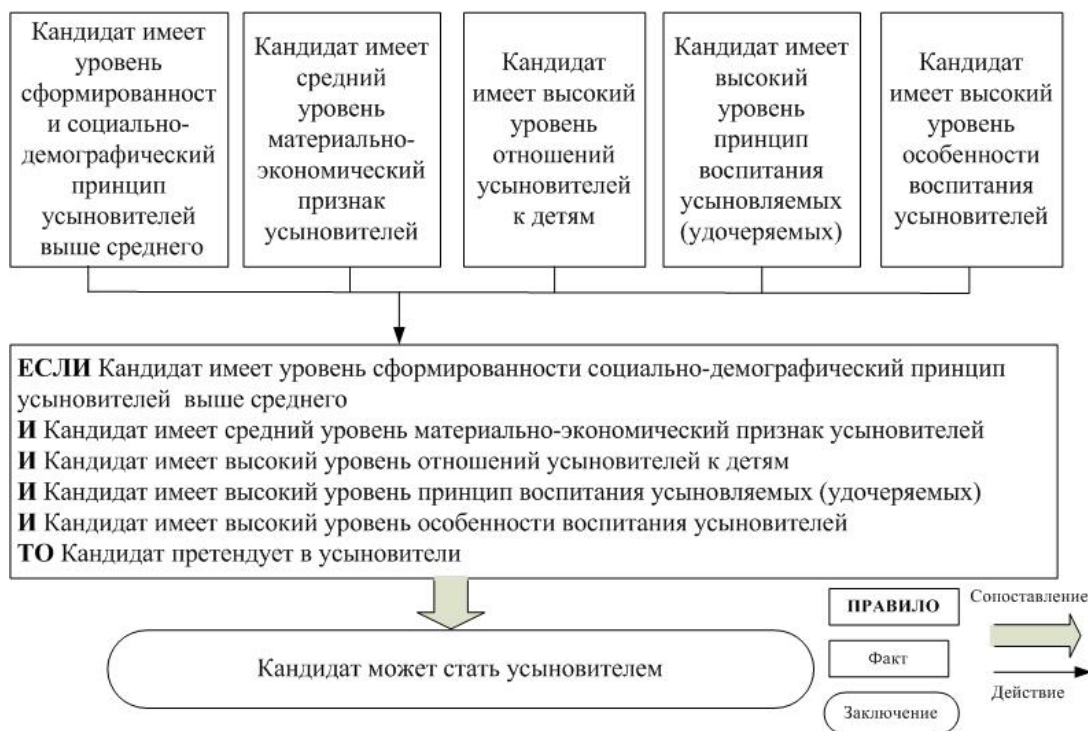 Кандидат имеет
уровень
сформированност
и социально-
демографический
принцип
усыновителей
выше среднего
Кандидат имеет
средний
уровень
материально-
экономический
признак
усыновителей
Кандидат
имеет высокий
уровень
отношений
усыновителей
к детям
Кандидат имеет
высокий
уровень
принцип
воспитания
усыновляемых
(удочеряемых)
Кандидат
имеет высокий
уровень
особенности
воспитания
усыновителей
ЕСЛИ Кандидат имеет уровень сформированности социально-демографический принцип
усыновителей выше среднего
И Кандидат имеет средний уровень материально-экономический признак усыновителей
И Кандидат имеет высокий уровень отношений усыновителей к детям
И Кандидат имеет высокий уровень принцип воспитания усыновляемых (удочеряемых)
И Кандидат имеет высокий уровень особенности воспитания усыновителей
ТО Кандидат претендует в усыновители
Кандидат может стать усыновителем
ПРАВИЛО
Факт
Заключение
Сопоставление
Действие